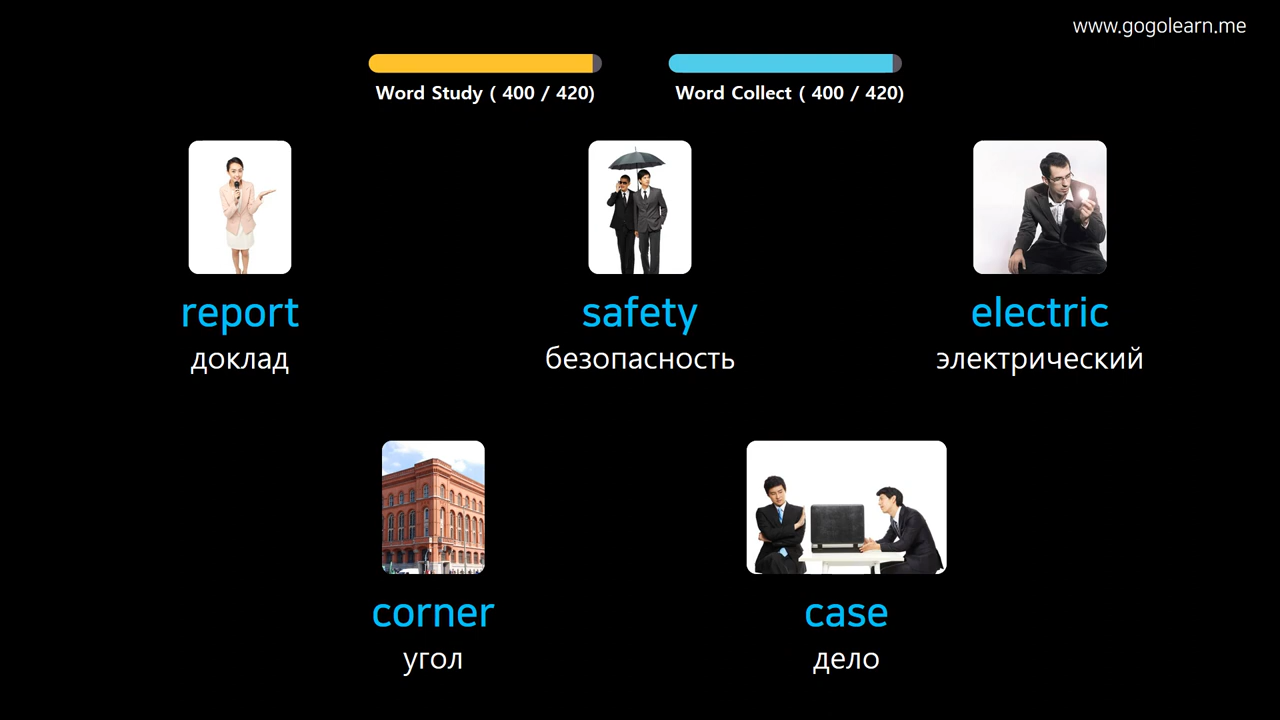 www.gogolearn.me
Word Study ( 400 / 420)
Word Collect ( 400 / 420)
report
доклад
safety
безопасность
electric
электрический
corner
угол
case
дело